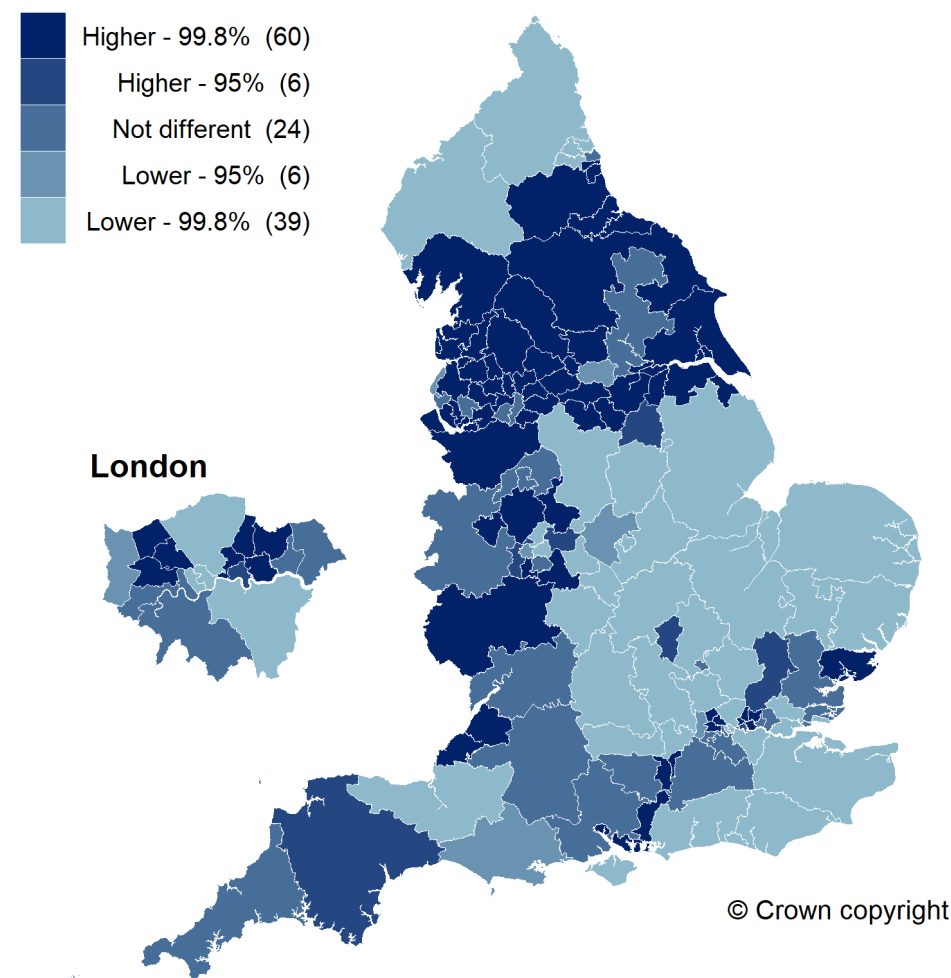 Higher - 99.8% (60)
Higher - 95% (6)
Not different (24)
Lower - 95% (6)
Lower - 99.8% (39)
London
© Crown copyright